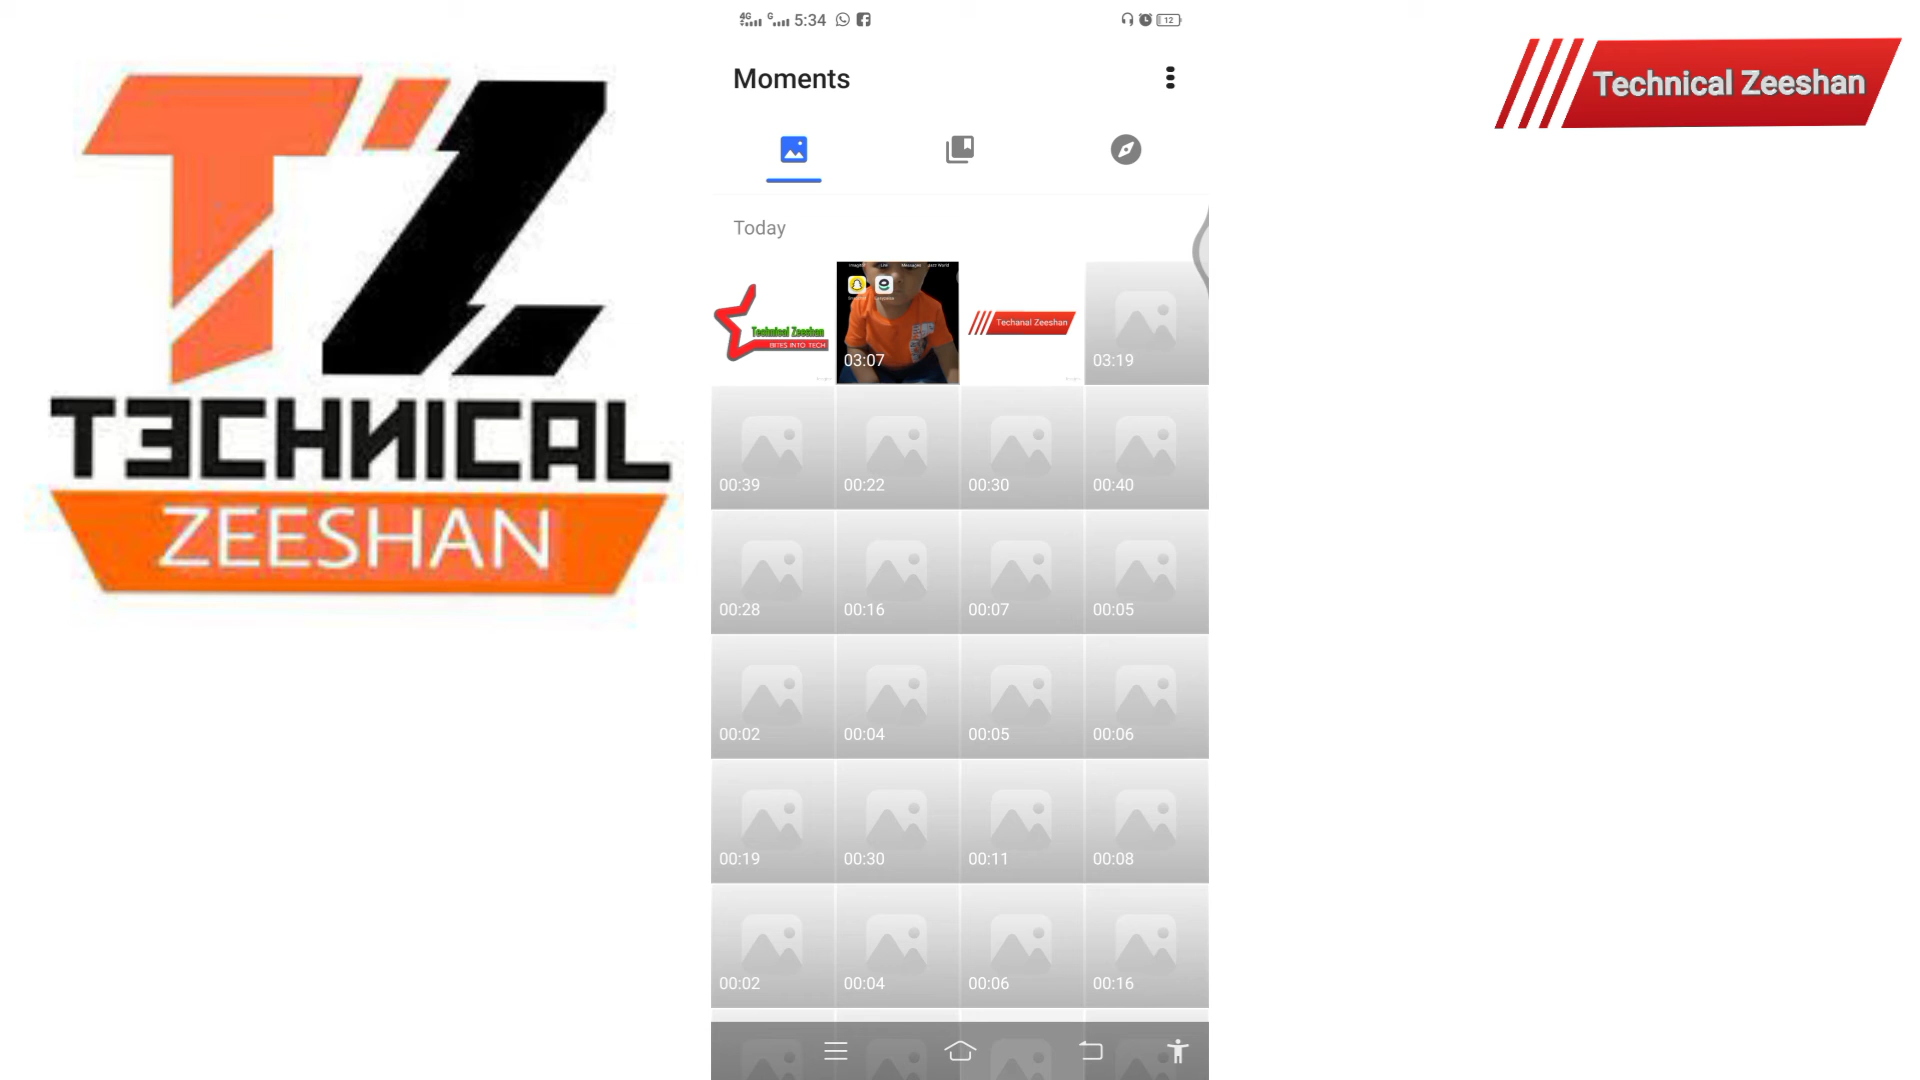 TECHNICAL
ZEESHAN
4G G 5:34
12
Moments
Today
Technical Zeeshan
BITES INTO TECH
Messages
03:07
Techanal Zeeshan
03:19
00:39 00:22 00:30 00:40
00:28 00:16 00:07 00:05
00:02 00:04 00:05 00:06
00:19 00:30 00:11 00:08
00:02 00:04 00:06 00:16
Technical Zeeshan